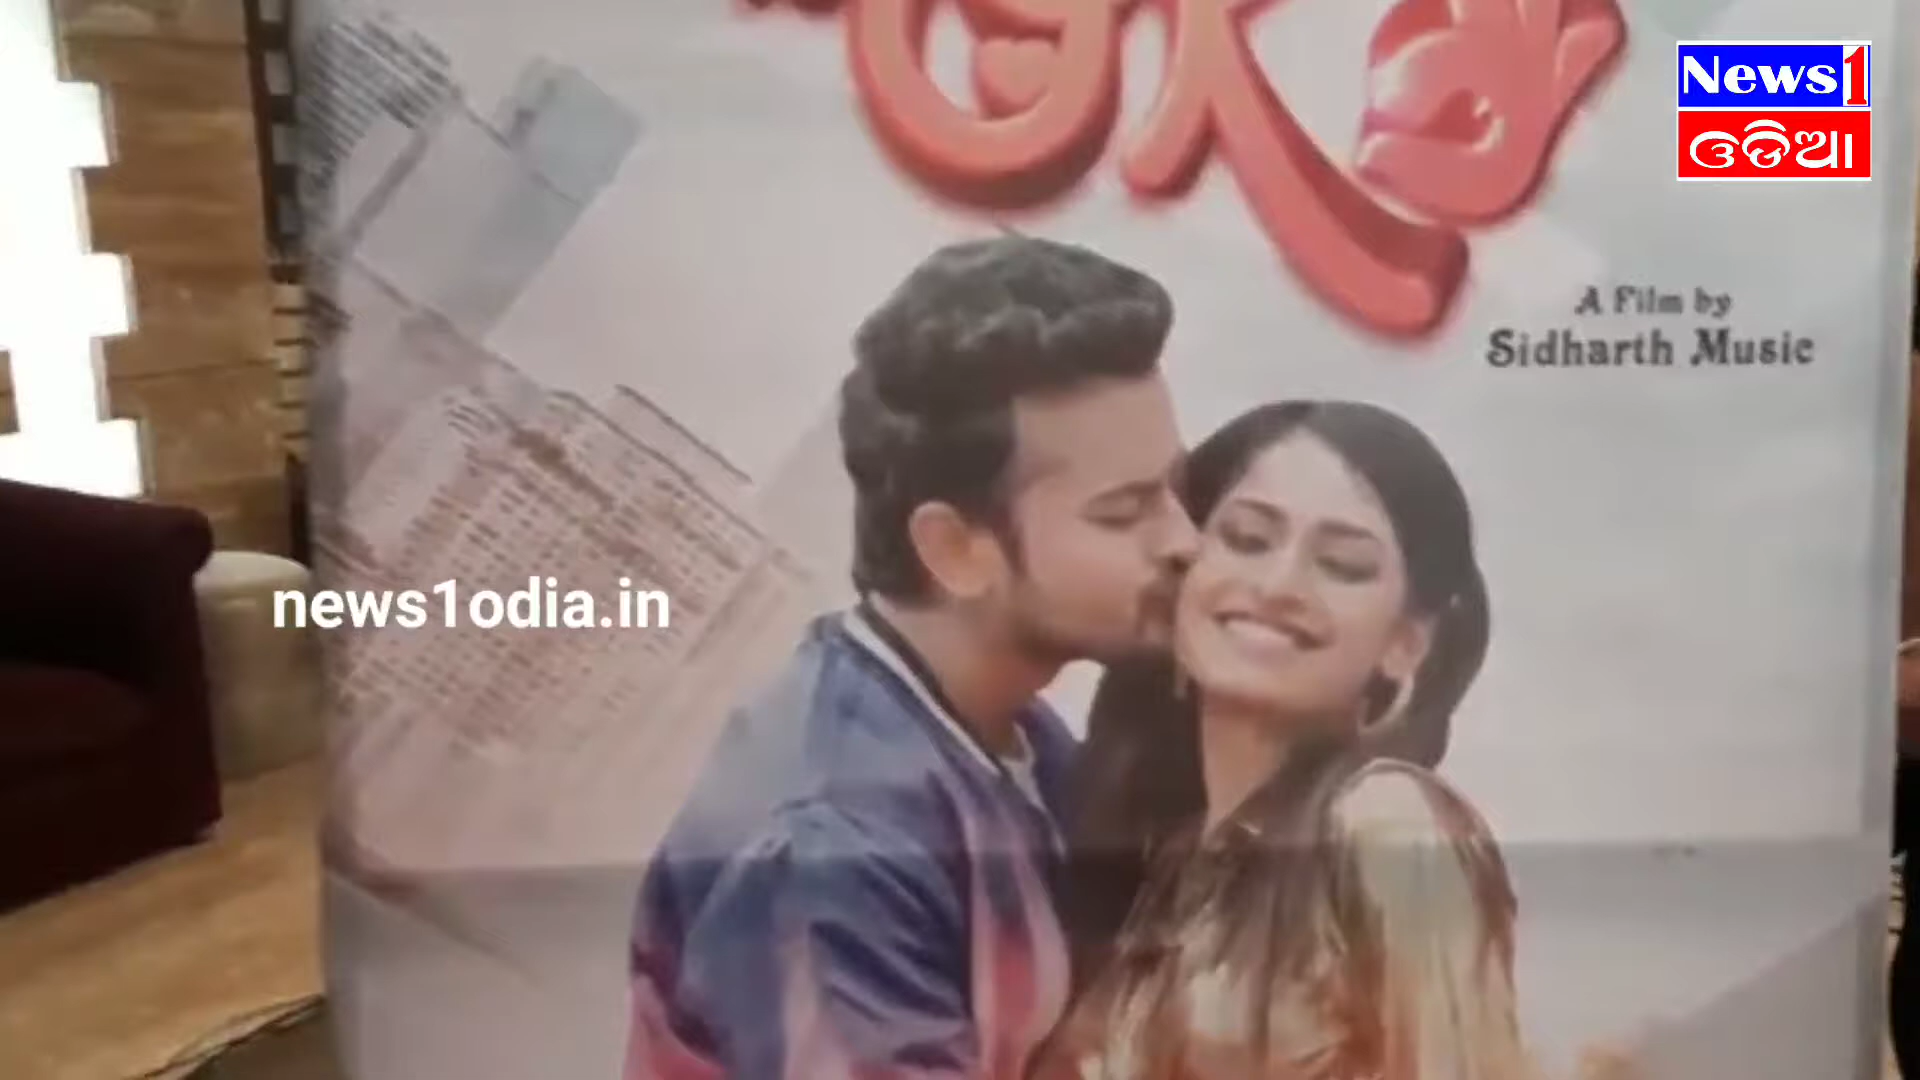 News1
ଓଡିଆ
A Film by
Sidharth Music
news1odia.in